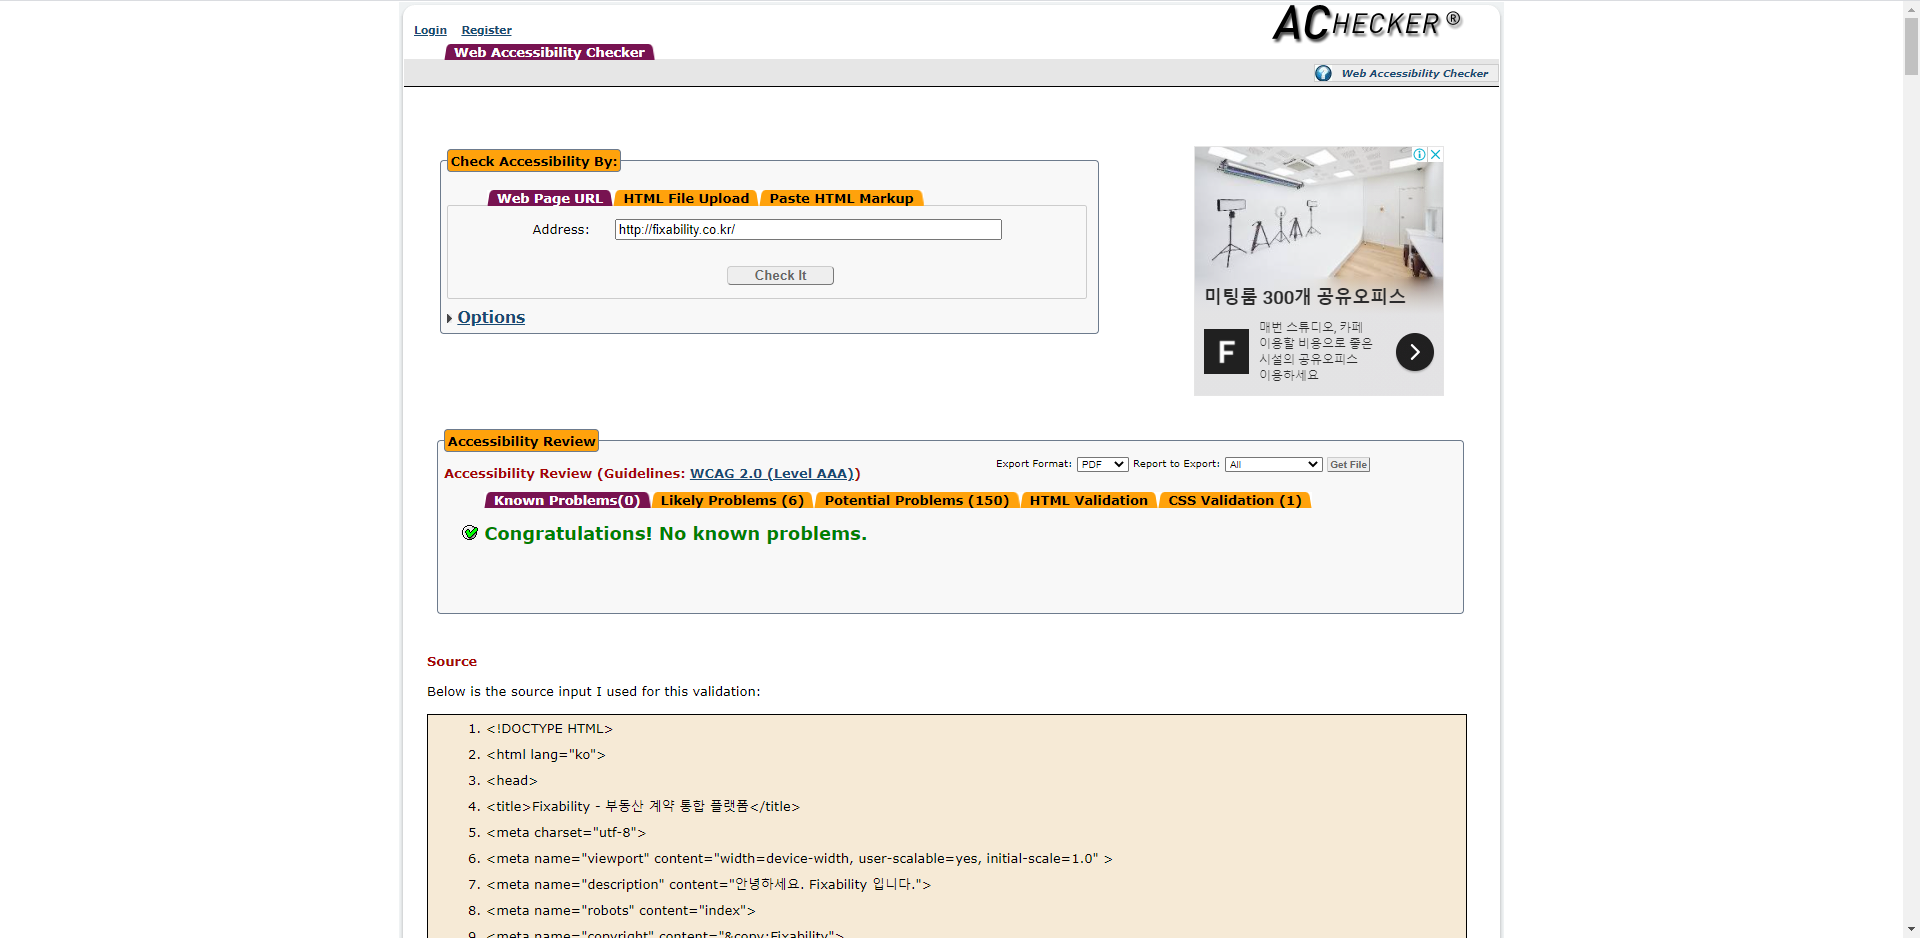 Login Register
ACHECKER ®
Web Accessibility Checker
Web Accessibility Checker
Check Accessibility By:
Web Page URL HTML File Upload Paste HTML Markup
Address: http://fixability.co.kr/
Check It
Options
미팅룸 300개 공유오피스
F
매번 스튜디오, 카페
이용할 비용으로 좋은
시설의 공유오피스
이용하세요
Accessibility Review
Accessibility Review (Guidelines: WCAG 2.0 (Level AAA))
Export Format: PDF Report to Export: All Get File
Known Problems(0) Likely Problems (6) Potential Problems (150) HTML Validation CSS Validation (1)
Congratulations! No known problems.
Source
Below is the source input I used for this validation:
1. <!DOCTYPE HTML>
2. <html lang="ko">
3. <head>
4. <title>Fixability - 부동산 계약 통합 플랫폼</title>
5. <meta charset="utf-8">
6. <meta name="viewport" content="width=device-width, user-scalable=yes, initial-scale=1.0" >
7. <meta name="description" content="안녕하세요. Fixability 입니다.">
8. <meta name="robots" content="index">
9. <meta name="copyright" content="&copy;Fixability">